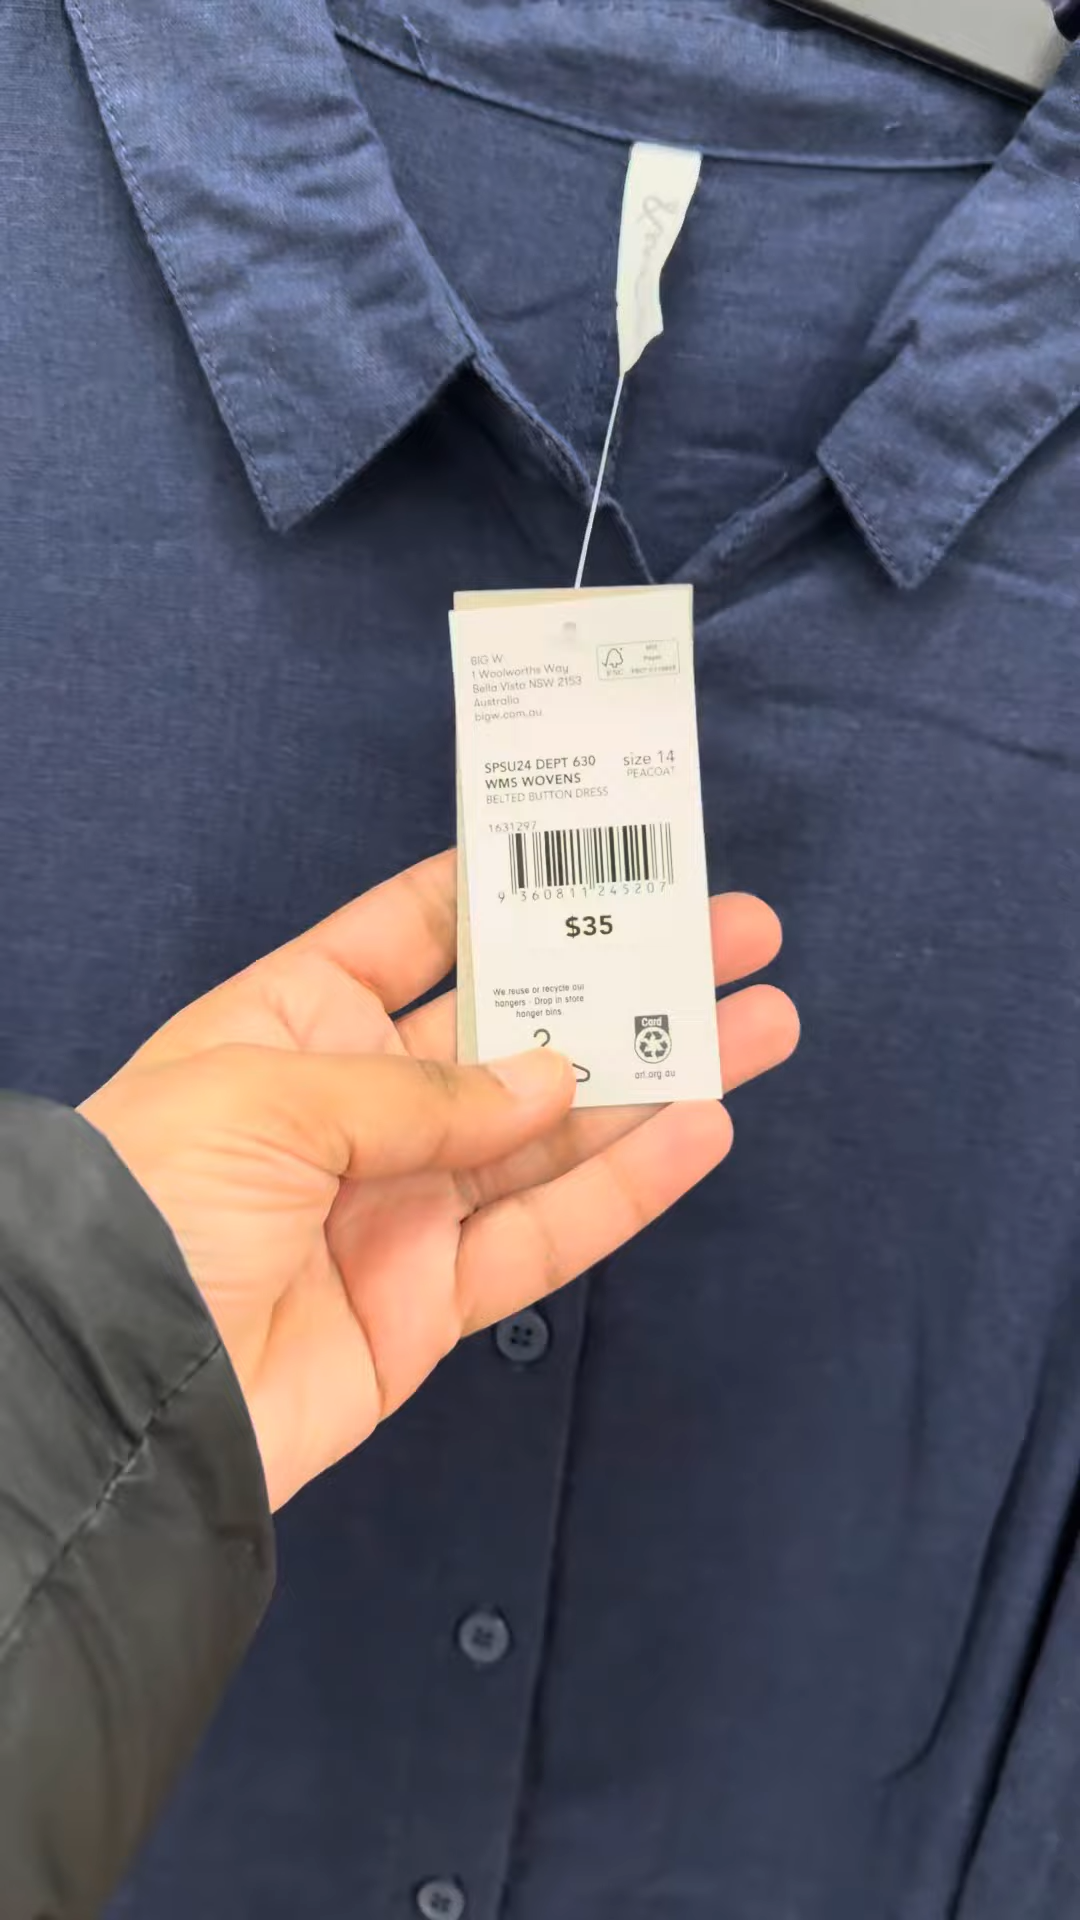 BIG W
1 Woolworths Way
Bella Vista NSW 2153
Australia
bigw.com.au
SPSU24 DEPT 630
WMS WOVENS
BELTED BUTTON DRESS
size 14
PEACOAT
1631297
9 360811 245207
$35
We reuse or recycle our
hangers - Drop in store
hanger bins
Card
arl.org.au